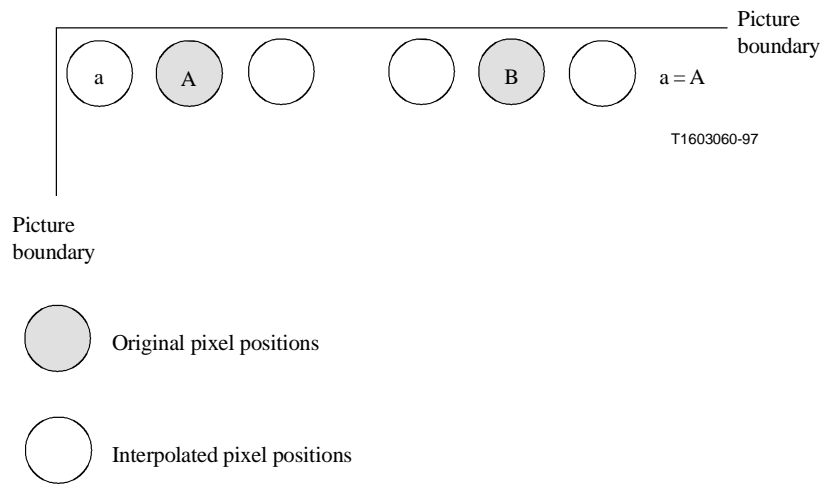 Picture
boundary
a A B a = A
T1603060-97
Picture
boundary
Original pixel positions
Interpolated pixel positions